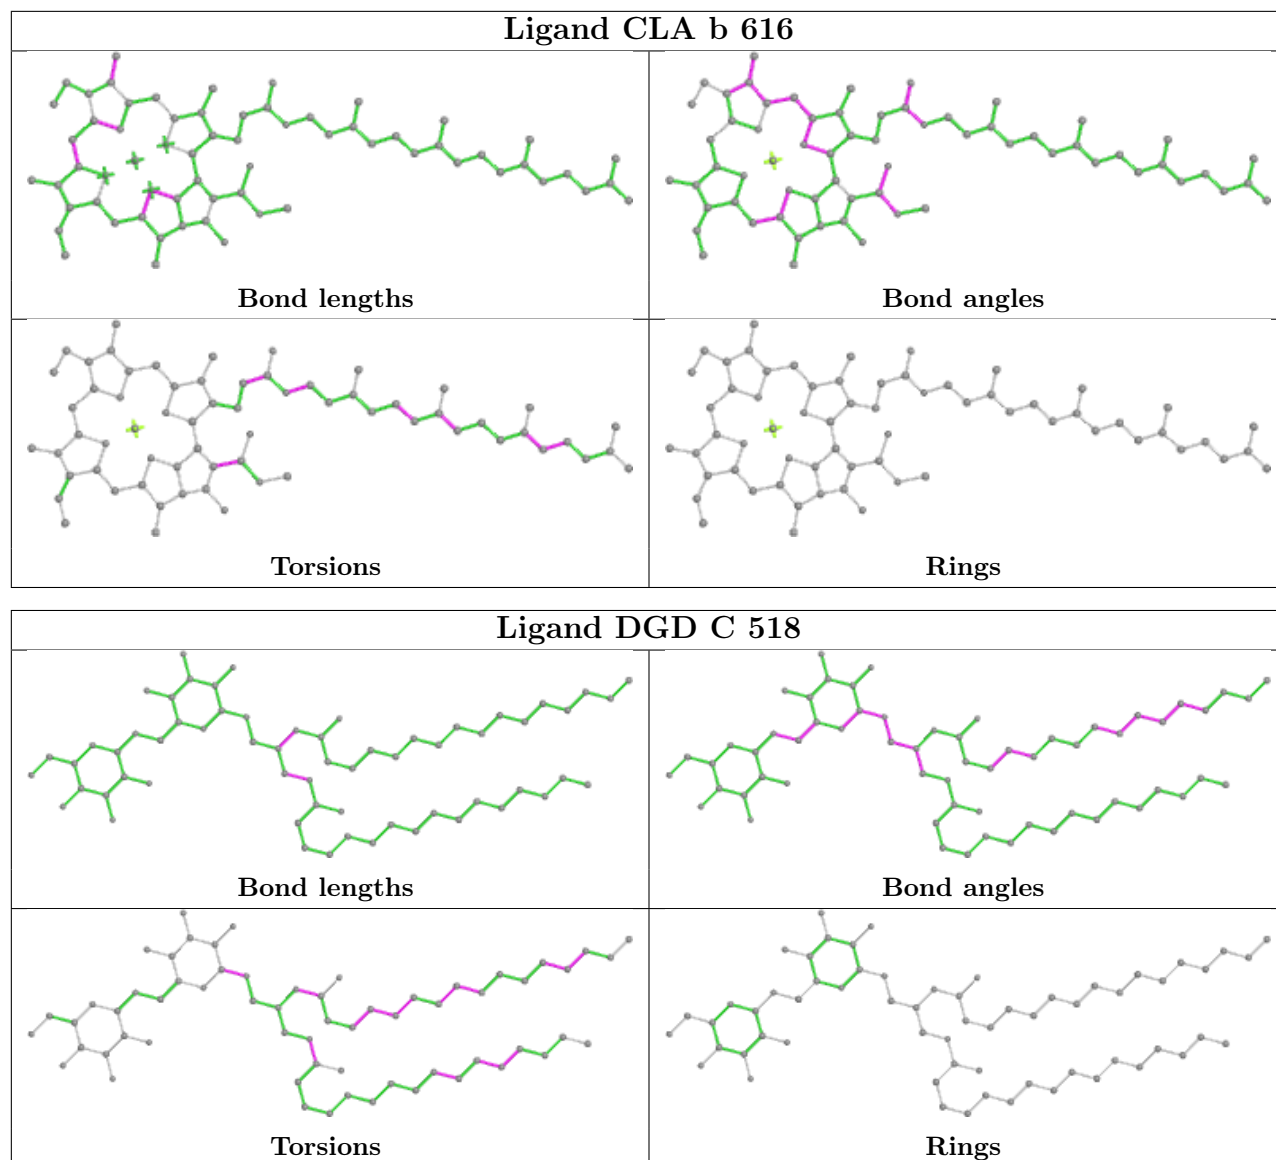 Ligand CLA b 616
Bond lengths
Bond angles
Torsions
Rings
Ligand DGD C 518
Bond lengths
Bond angles
Torsions
Rings